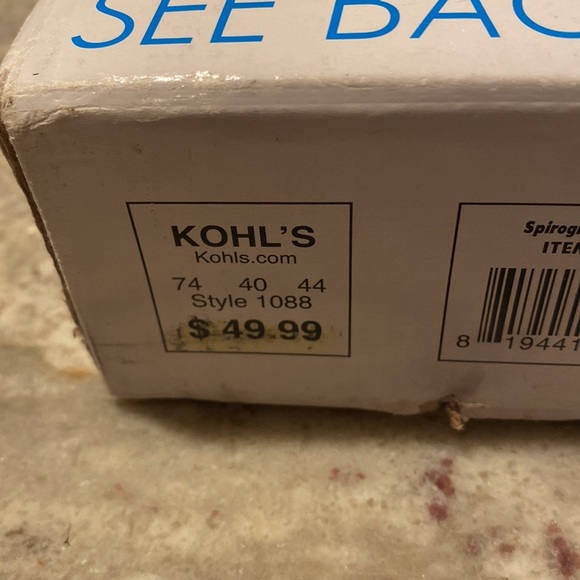 SEE BAC
KOHL'S
Kohls.com
74 40 44
Style 1088
$ 49.99
Spirog
ITEM
8 19441